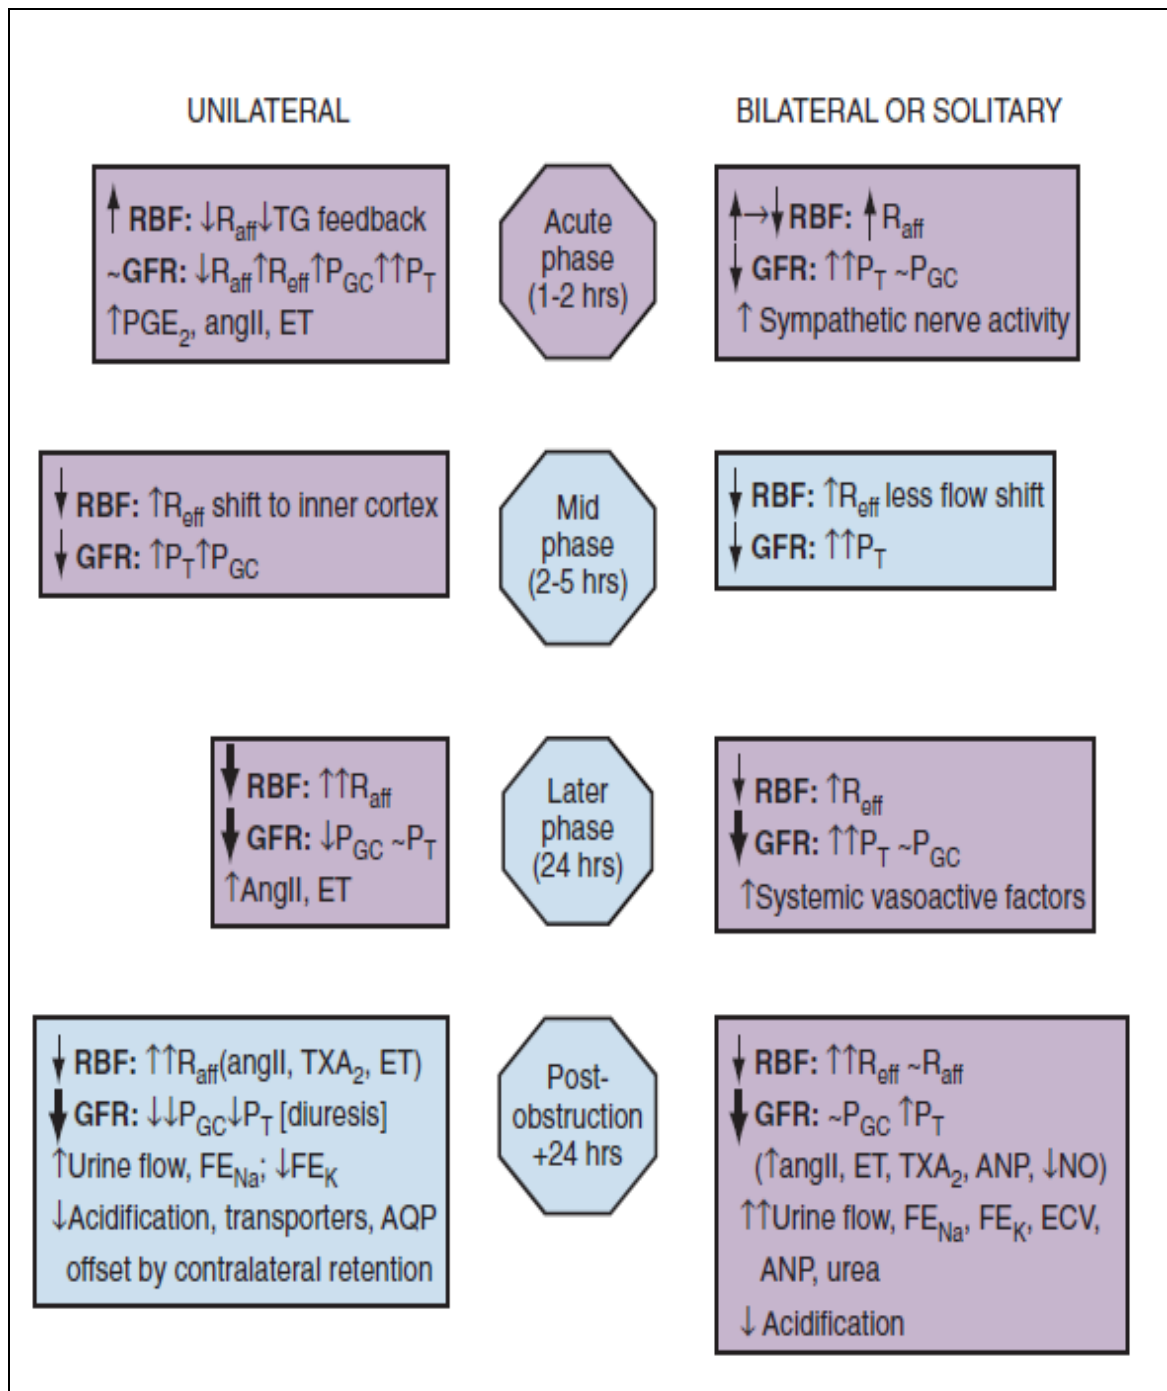 UNILATERAL
BILATERAL OR SOLITARY
↑ RBF: ↓Raff↓TG feedback
~GFR: ↓Raff↑Reff↑PGC↑↑PT
↑PGE2, angII, ET
Acute
phase
(1-2 hrs)
↑→↓ RBF: ↑Raff
↓ GFR: ↑↑PT ~PGC
↑ Sympathetic nerve activity
↓ RBF: ↑Reff shift to inner cortex
↓ GFR: ↑PT↑PGC
Mid
phase
(2-5 hrs)
↓ RBF: ↑Reff less flow shift
↓ GFR: ↑↑PT
↓ RBF: ↑↑Raff
↓ GFR: ↓PGC ~PT
↑AngII, ET
Later
phase
(24 hrs)
↓ RBF: ↑Reff
↓ GFR: ↑↑PT ~PGC
↑Systemic vasoactive factors
↓ RBF: ↑↑Raff(angII, TXA2, ET)
↓ GFR: ↓↓PGC↓PT [diuresis]
↑Urine flow, FENa; ↓FEK
↓Acidification, transporters, AQP
offset by contralateral retention
Post-
obstruction
+24 hrs
↓ RBF: ↑↑Reff ~Raff
↓ GFR: ~PGC ↑PT
(↑angII, ET, TXA2, ANP, ↓NO)
↑↑Urine flow, FENa, FEK, ECV,
ANP, urea
↓ Acidification